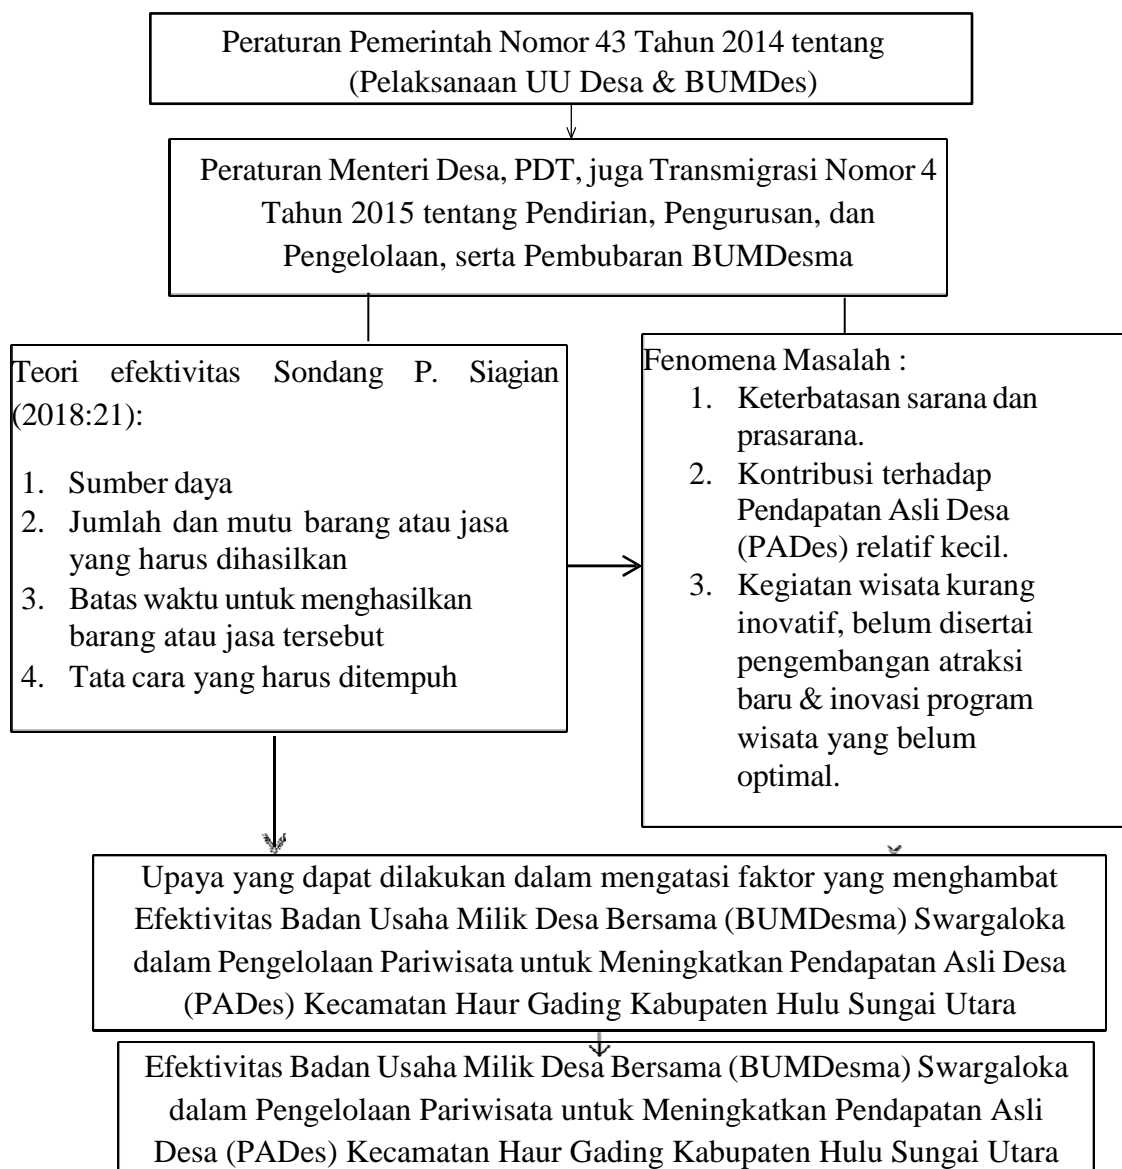 Peraturan Pemerintah Nomor 43 Tahun 2014 tentang
(Pelaksanaan UU Desa & BUMDes)
Peraturan Menteri Desa, PDT, juga Transmigrasi Nomor 4
Tahun 2015 tentang Pendirian, Pengurusan, dan
Pengelolaan, serta Pembubaran BUMDesma
Teori efektivitas Sondang P. Siagian
(2018:21):
1. Sumber daya
2. Jumlah dan mutu barang atau jasa
yang harus dihasilkan
3. Batas waktu untuk menghasilkan
barang atau jasa tersebut
4. Tata cara yang harus ditempuh
Fenomena Masalah :
1. Keterbatasan sarana dan
prasarana.
2. Kontribusi terhadap
Pendapatan Asli Desa
(PADes) relatif kecil.
3. Kegiatan wisata kurang
inovatif, belum disertai
pengembangan atraksi
baru & inovasi program
wisata yang belum
optimal.
Upaya yang dapat dilakukan dalam mengatasi faktor yang menghambat
Efektivitas Badan Usaha Milik Desa Bersama (BUMDesma) Swargaloka
dalam Pengelolaan Pariwisata untuk Meningkatkan Pendapatan Asli Desa
(PADes) Kecamatan Haur Gading Kabupaten Hulu Sungai Utara
Efektivitas Badan Usaha Milik Desa Bersama (BUMDesma) Swargaloka
dalam Pengelolaan Pariwisata untuk Meningkatkan Pendapatan Asli
Desa (PADes) Kecamatan Haur Gading Kabupaten Hulu Sungai Utara